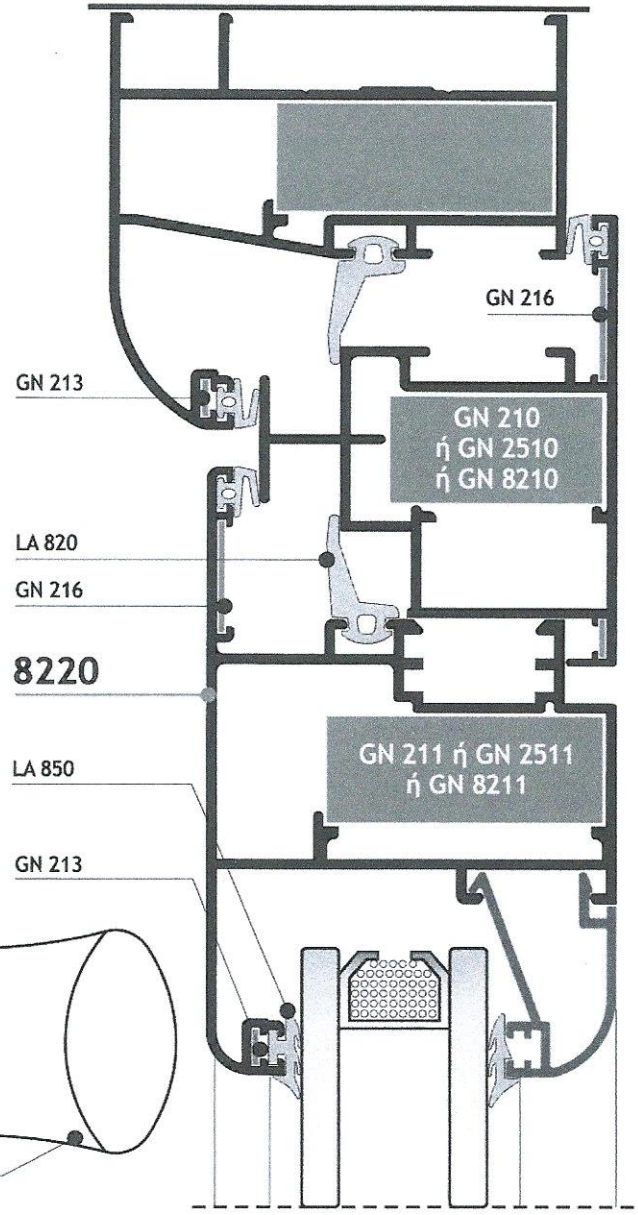 GN 216
GN 213
GN 210
ή GN 2510
ή GN 8210
LA 820
GN 216
8220
GN 211 ή GN 2511
ή GN 8211
LA 850
GN 213